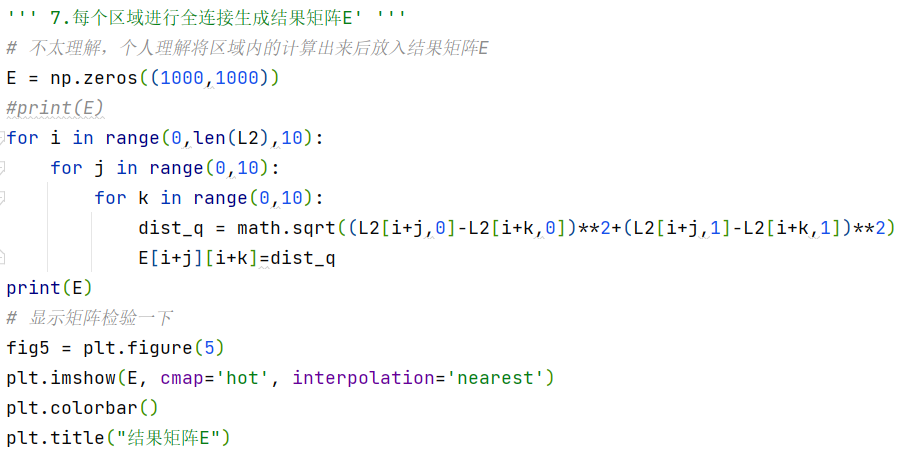 ''' 7.每个区域进行全连接生成结果矩阵E' '''
# 不太理解，个人理解将区域内的计算出来后放入结果矩阵E
E = np.zeros((1000,1000))
#print(E)
for i in range(0,len(L2),10):
    for j in range(0,10):
        for k in range(0,10):
            dist_q = math.sqrt((L2[i+j,0]-L2[i+k,0])**2+(L2[i+j,1]-L2[i+k,1])**2)
            E[i+j][i+k]=dist_q
print(E)
# 显示矩阵检验一下
fig5 = plt.figure(5)
plt.imshow(E, cmap='hot', interpolation='nearest')
plt.colorbar()
plt.title("结果矩阵E")